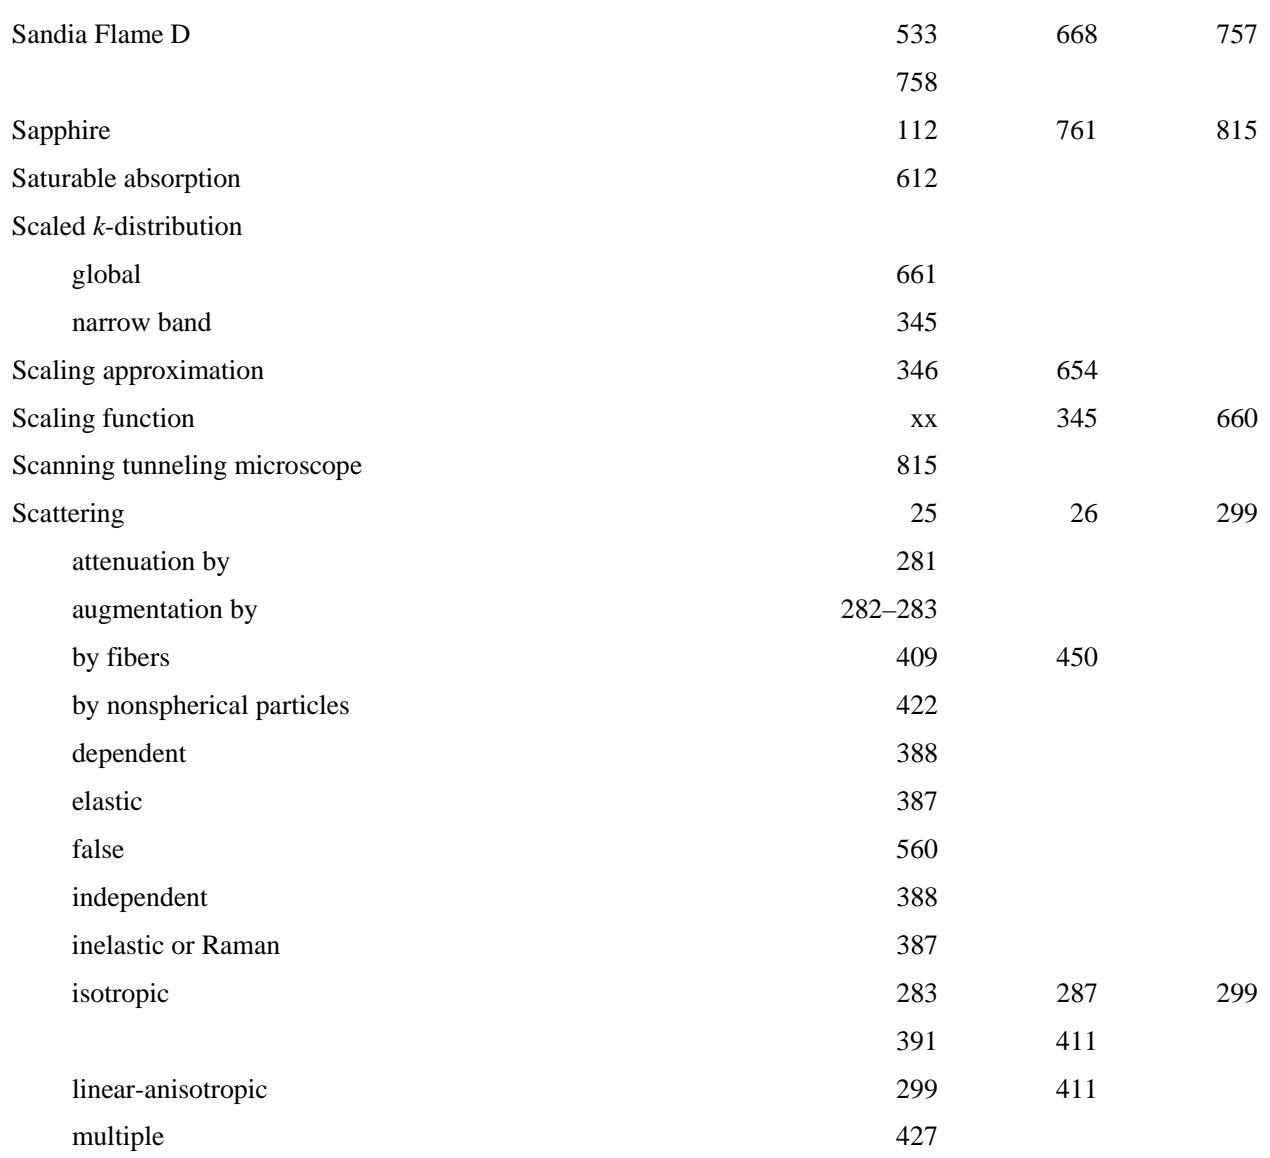 Sandia Flame D 533 668 757
758
Sapphire 112 761 815
Saturable absorption 612
Scaled k-distribution
global 661
narrow band 345
Scaling approximation 346 654
Scaling function xx 345 660
Scanning tunneling microscope 815
Scattering 25 26 299
attenuation by 281
augmentation by 282–283
by fibers 409 450
by nonspherical particles 422
dependent 388
elastic 387
false 560
independent 388
inelastic or Raman 387
isotropic 283 287 299
391 411
linear-anisotropic 299 411
multiple 427